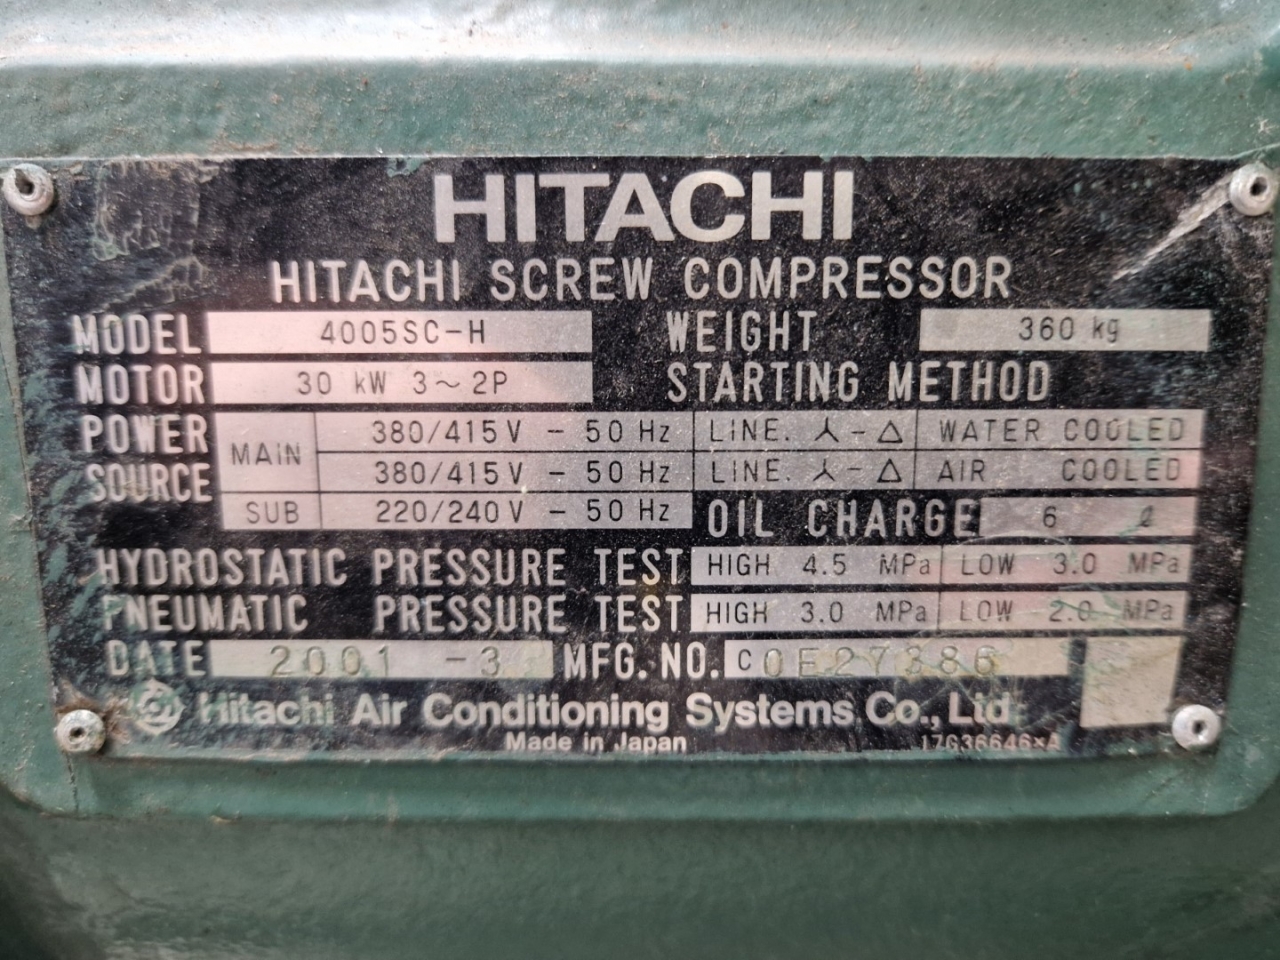 HITACHI
HITACHI SCREW COMPRESSOR
MODEL 4005SC-H WEIGHT 360 kg
MOTOR 30 kW 3~ 2P STARTING METHOD
POWER SOURCE MAIN 380/415V - 50 Hz LINE. 人-△ WATER COOLED
380/415V - 50 Hz LINE. 人-△ AIR COOLED
SUB 220/240V - 50 Hz OIL CHARGE 6 ℓ
HYDROSTATIC PRESSURE TEST HIGH 4.5 MPa LOW 3.0 MPa
PNEUMATIC PRESSURE TEST HIGH 3.0 MPa LOW 2.0 MPa
DATE 2001 -3 MFG.NO. C0E27386
Hitachi Air Conditioning Systems Co., Ltd
Made in Japan 17G36646×A